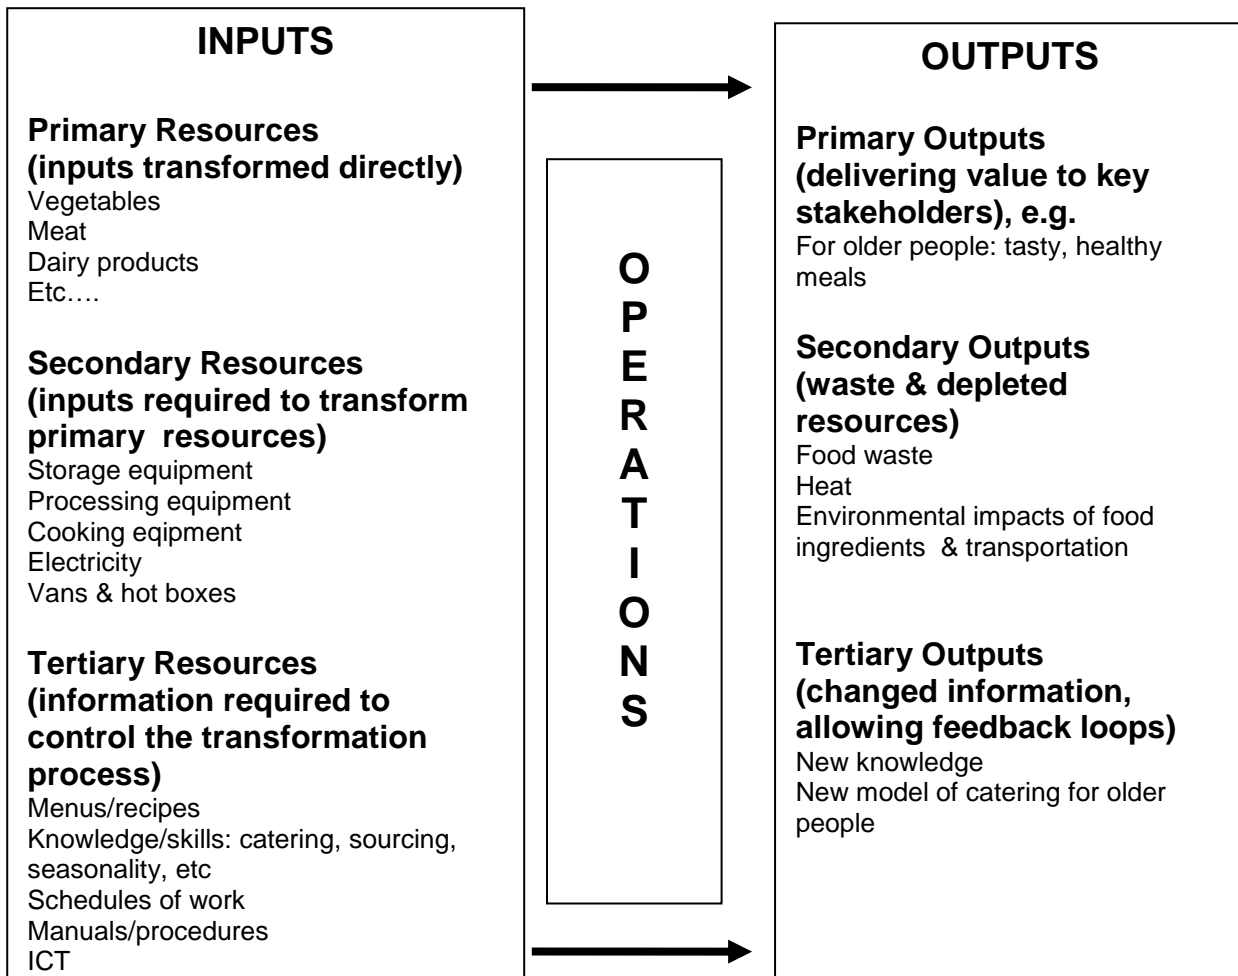 INPUTS
Primary Resources
(inputs transformed directly)
Vegetables
Meat
Dairy products
Etc….
Secondary Resources
(inputs required to transform
primary  resources)
Storage equipment
Processing equipment
Cooking eqipment
Electricity
Vans & hot boxes
Tertiary Resources
(information required to
control the transformation
process)
Menus/recipes
Knowledge/skills: catering, sourcing,
seasonality, etc
Schedules of work
Manuals/procedures
ICT
O
P
E
R
A
T
I
O
N
S
OUTPUTS
Primary Outputs
(delivering value to key
stakeholders), e.g.
For older people: tasty, healthy
meals
Secondary Outputs
(waste & depleted
resources)
Food waste
Heat
Environmental impacts of food
ingredients  & transportation
Tertiary Outputs
(changed information,
allowing feedback loops)
New knowledge
New model of catering for older
people